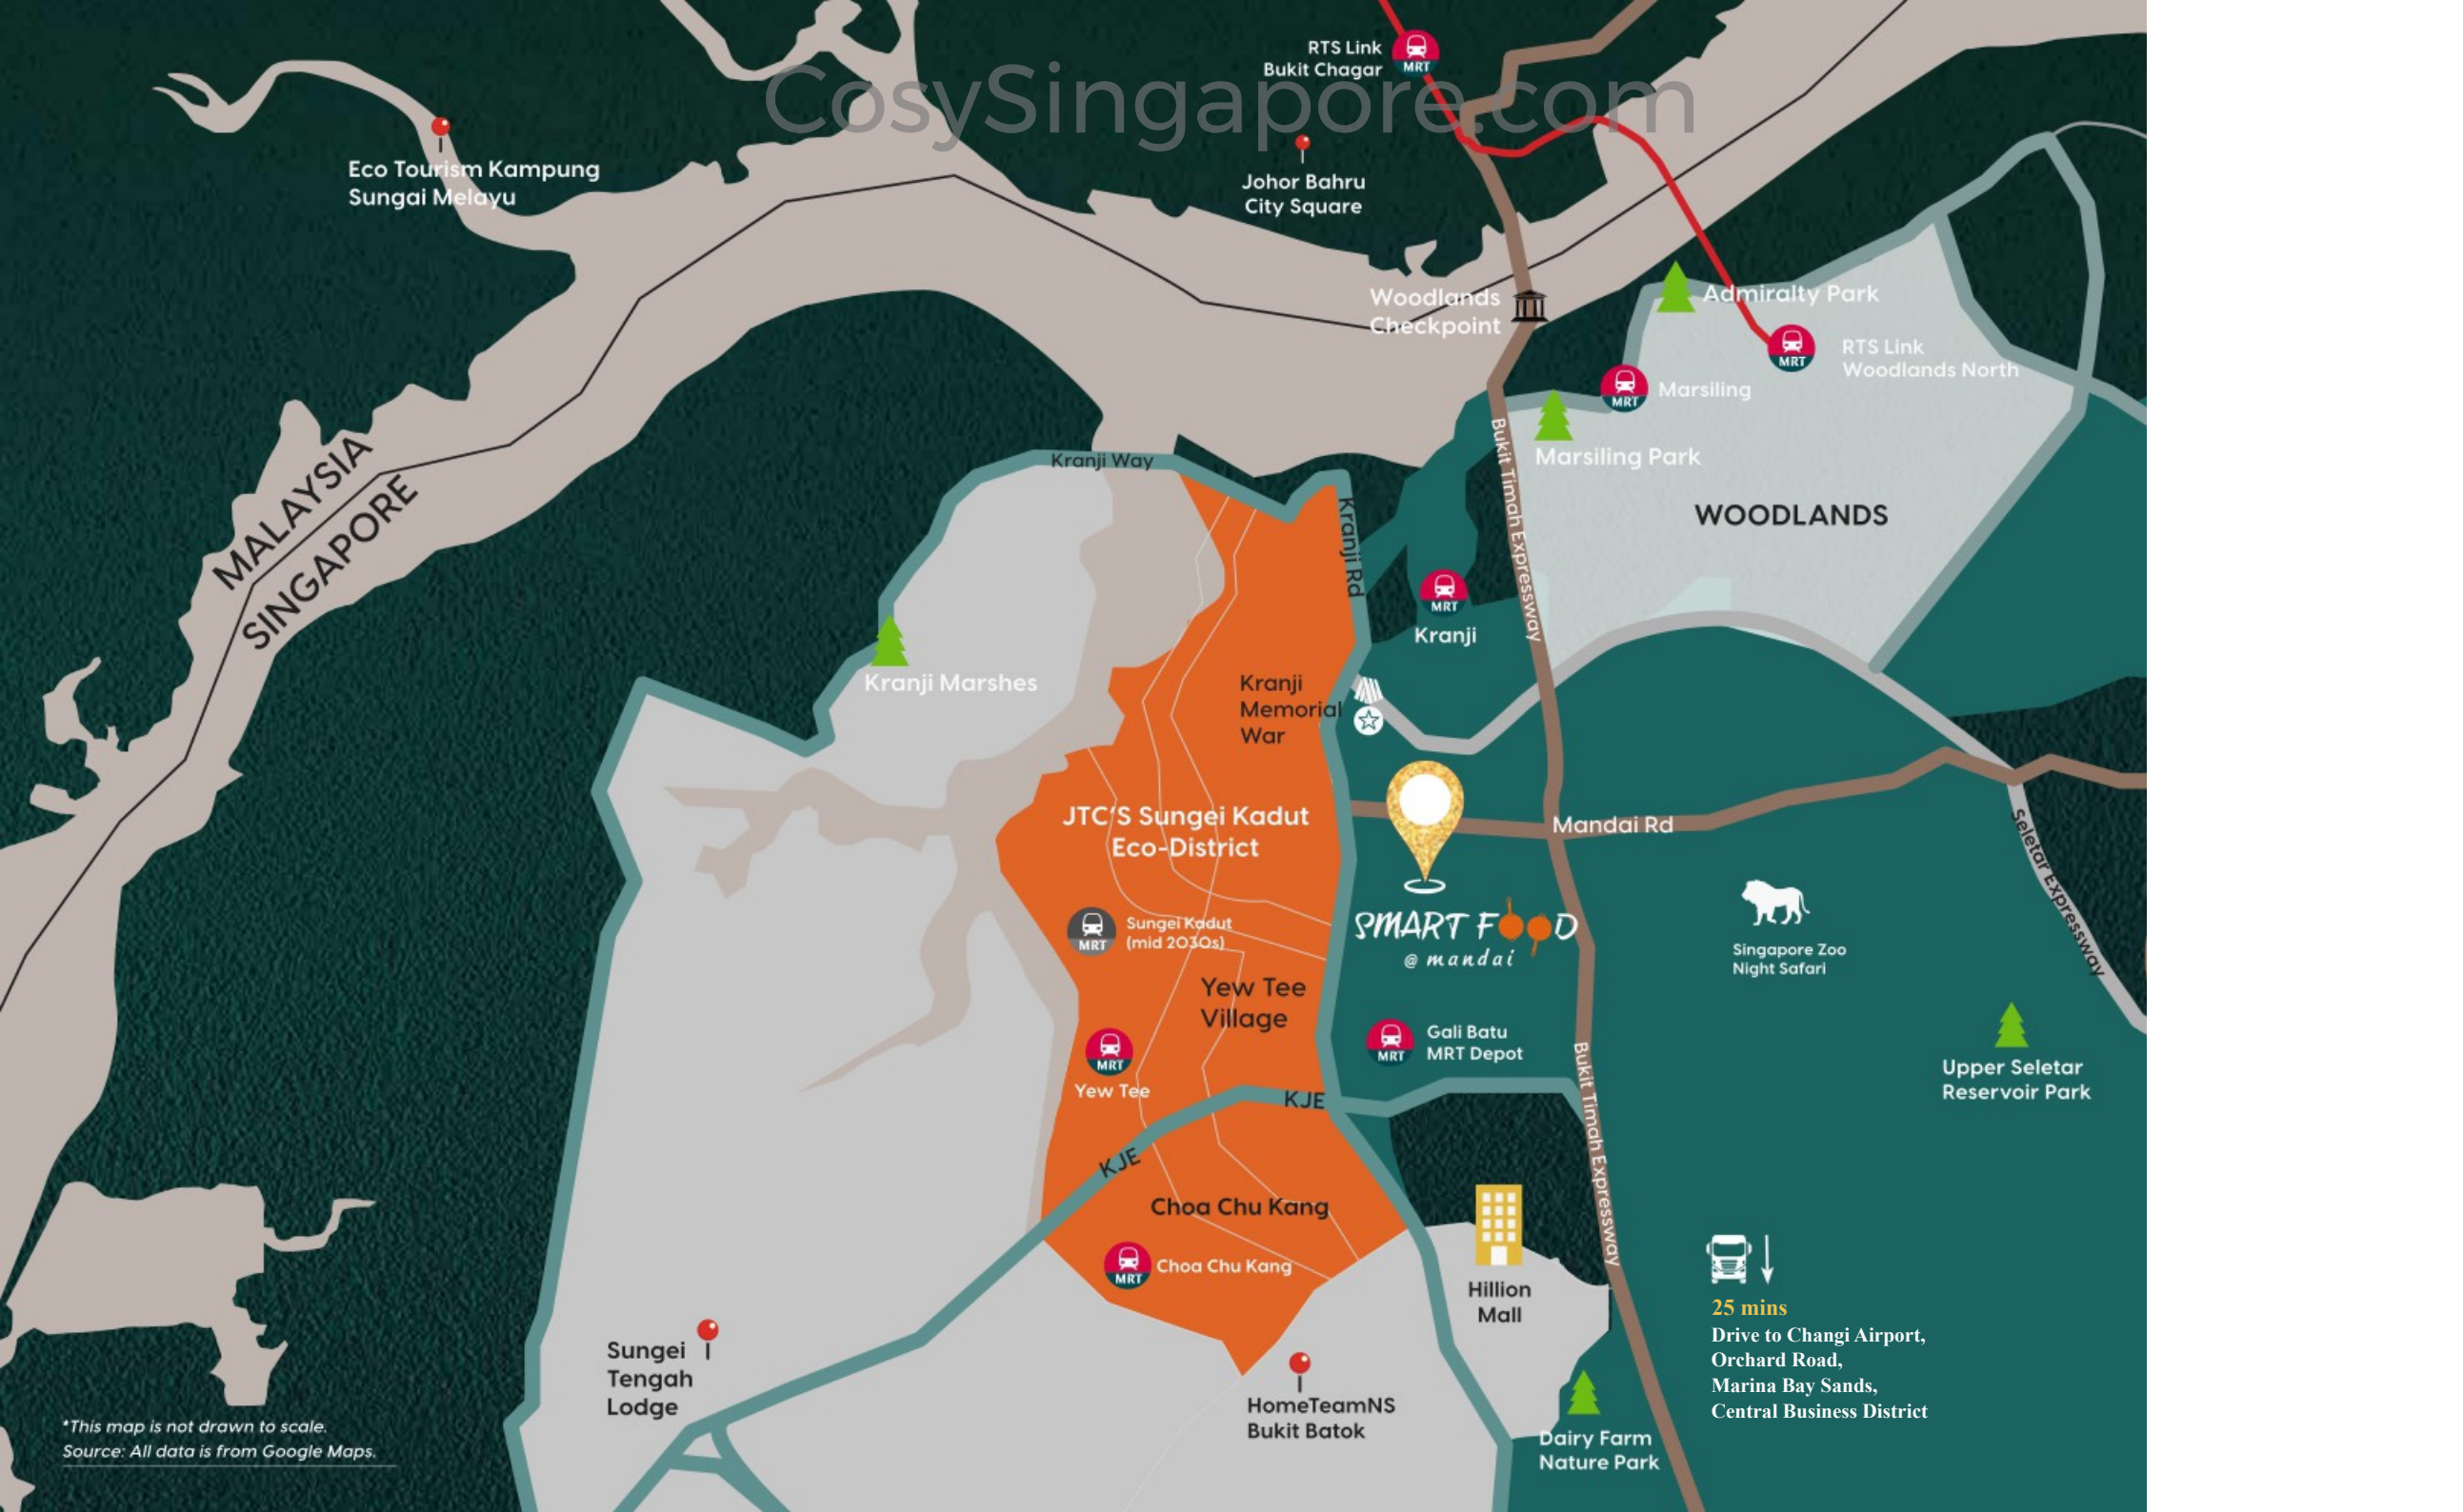 CosySingapore.com
RTS Link
Bukit Chagar
MRT
Eco Tourism Kampung
Sungai Melayu
Johor Bahru
City Square
Woodlands
Checkpoint
Admiralty Park
MRT
RTS Link
Woodlands North
MRT
Marsiling
Marsiling Park
Bukit Timah Expressway
WOODLANDS
MALAYSIA
SINGAPORE
Kranji Way
Kranji Rd
MRT
Kranji
Kranji Marshes
Kranji
Memorial
War
JTC'S Sungei Kadut
Eco-District
Mandai Rd
Seletar Expressway
MRT
Sungei Kadut
(mid 2030s)
SMART FOOD
@ mandai
Singapore Zoo
Night Safari
Yew Tee
Village
MRT
Gali Batu
MRT Depot
MRT
Yew Tee
Upper Seletar
Reservoir Park
KJE
KJE
Bukit Timah Expressway
Choa Chu Kang
MRT
Choa Chu Kang
Hillion
Mall
25 mins
Drive to Changi Airport,
Orchard Road,
Marina Bay Sands,
Central Business District
Sungei
Tengah
Lodge
HomeTeamNS
Bukit Batok
Dairy Farm
Nature Park
*This map is not drawn to scale.
Source: All data is from Google Maps.